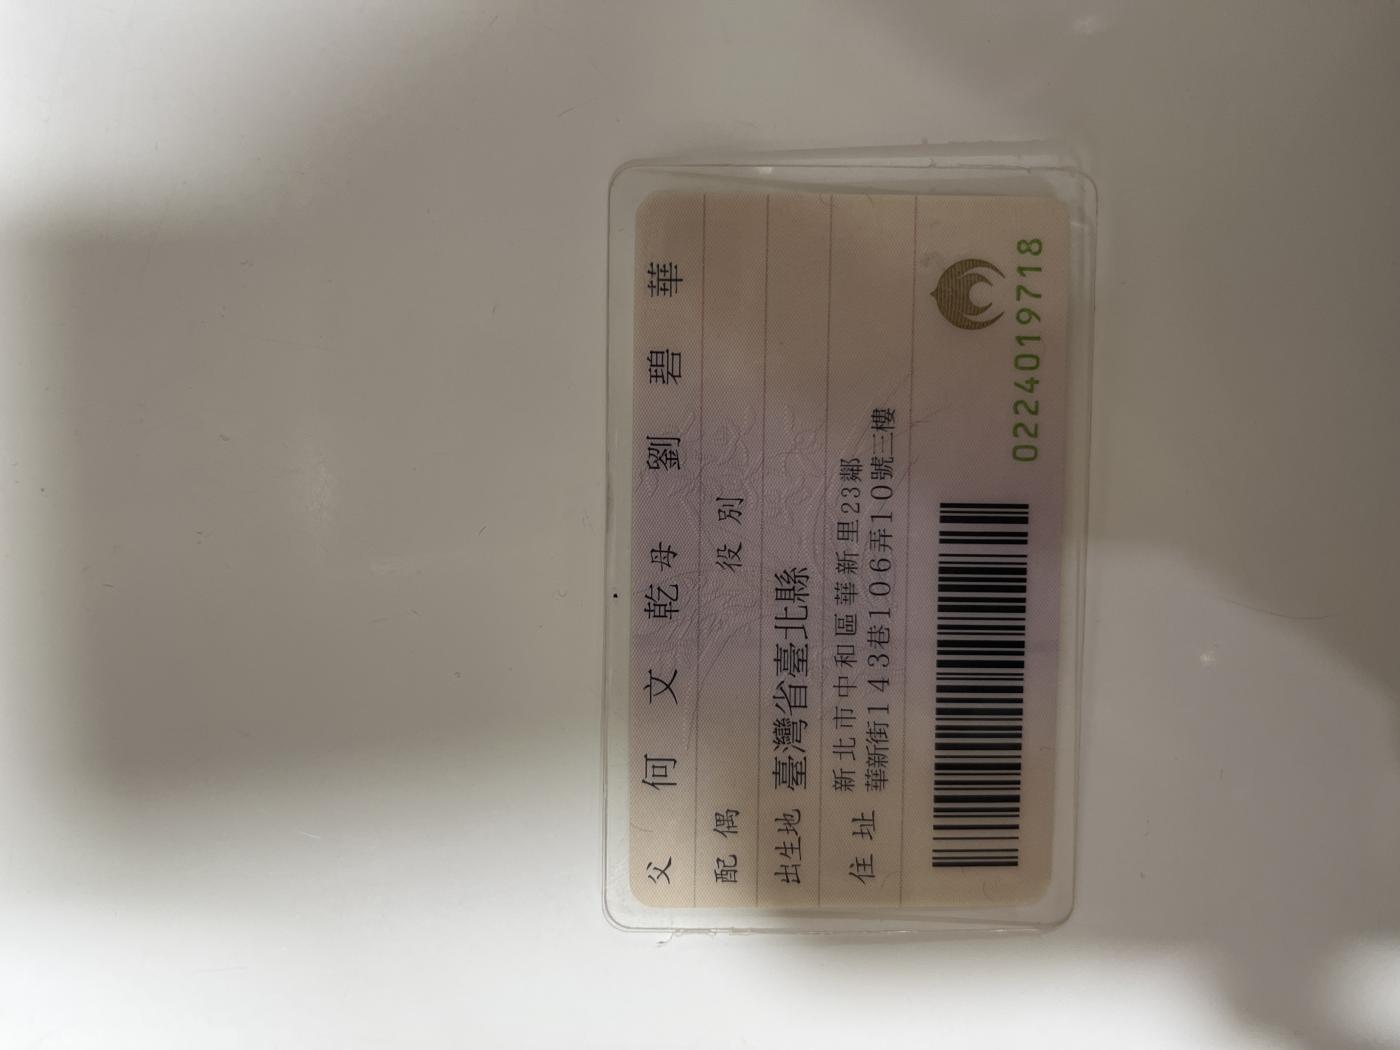 父 何文乾 母 劉碧華
配偶 役別
出生地 臺灣省臺北縣
住址 新北市中和區華新里23鄰
華新街143巷106弄10號三樓
0224019718